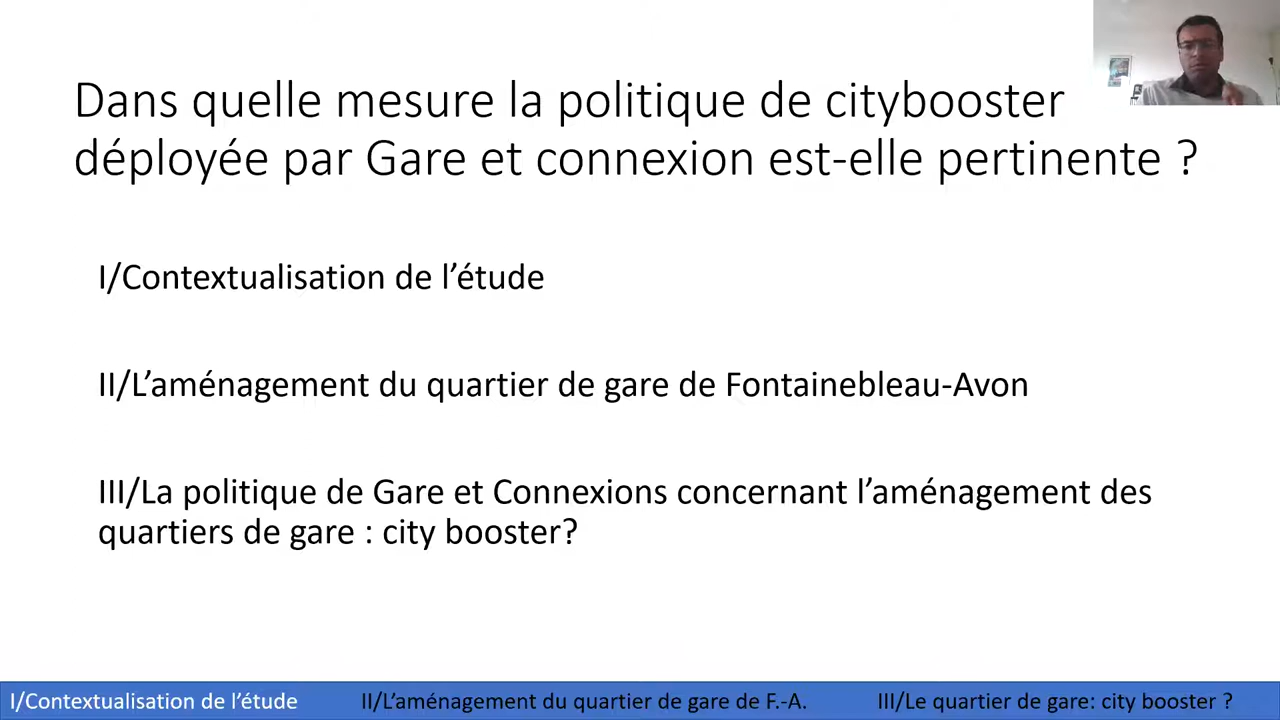 Dans quelle mesure la politique de citybooster
déployée par Gare et connexion est-elle pertinente ?
I/Contextualisation de l’étude
II/L’aménagement du quartier de gare de Fontainebleau-Avon
III/La politique de Gare et Connexions concernant l’aménagement des
quartiers de gare : city booster?
I/Contextualisation de l’étude
II/L’aménagement du quartier de gare de F.-A.
III/Le quartier de gare: city booster ?